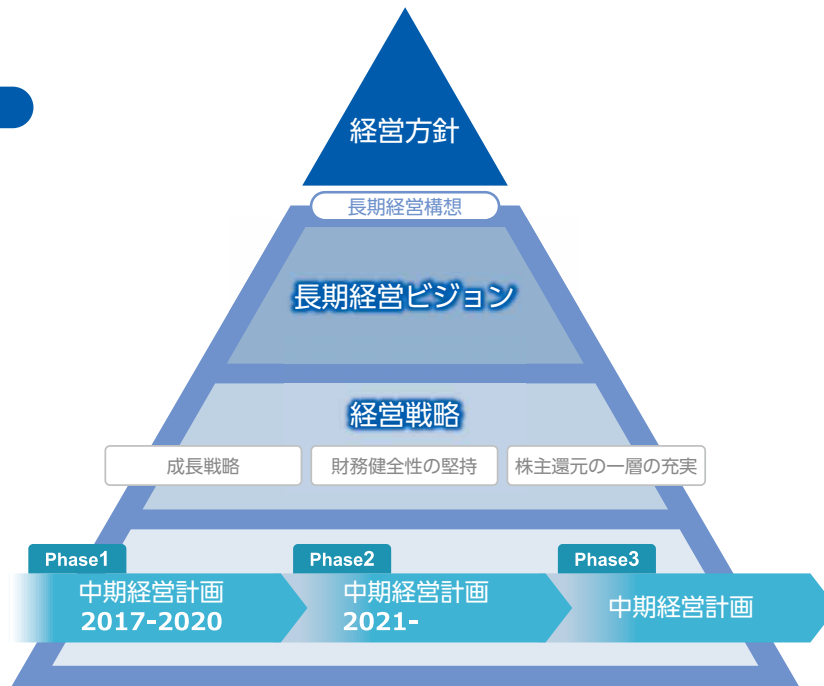 経営方針
長期経営構想
長期経営ビジョン
経営戦略
成長戦略
財務健全性の堅持
株主還元の一層の充実
Phase1
中期経営計画
2017-2020
Phase2
中期経営計画
2021-
Phase3
中期経営計画